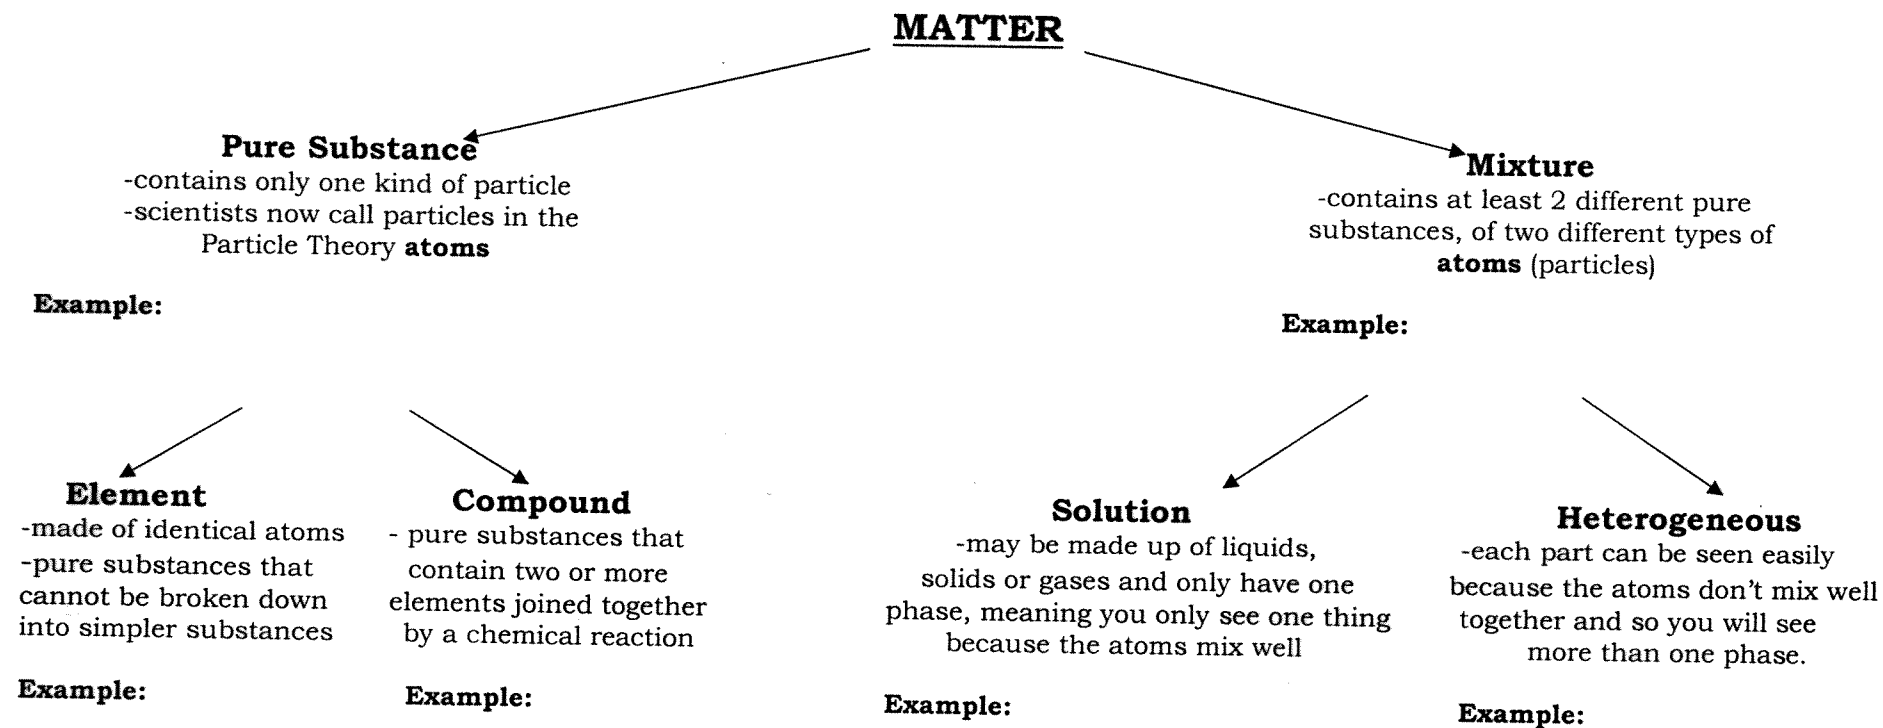 MATTER
Pure Substance
-contains only one kind of particle
-scientists now call particles in the
Particle Theory atoms
Example:
Mixture
-contains at least 2 different pure
substances, of two different types of
atoms (particles)
Example:
Element
-made of identical atoms
-pure substances that
cannot be broken down
into simpler substances
Example:
Compound
- pure substances that
contain two or more
elements joined together
by a chemical reaction
Example:
Solution
-may be made up of liquids,
solids or gases and only have one
phase, meaning you only see one thing
because the atoms mix well
Example:
Heterogeneous
-each part can be seen easily
because the atoms don't mix well
together and so you will see
more than one phase.
Example: